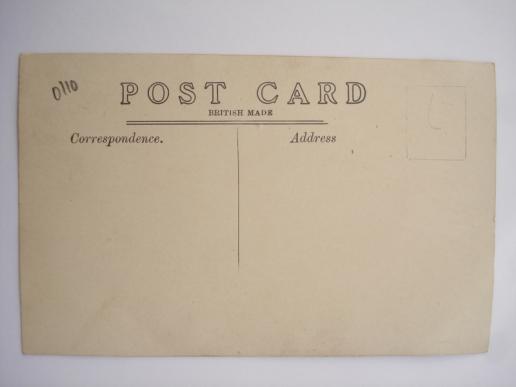 0110
POST CARD
BRITISH MADE
Correspondence. Address